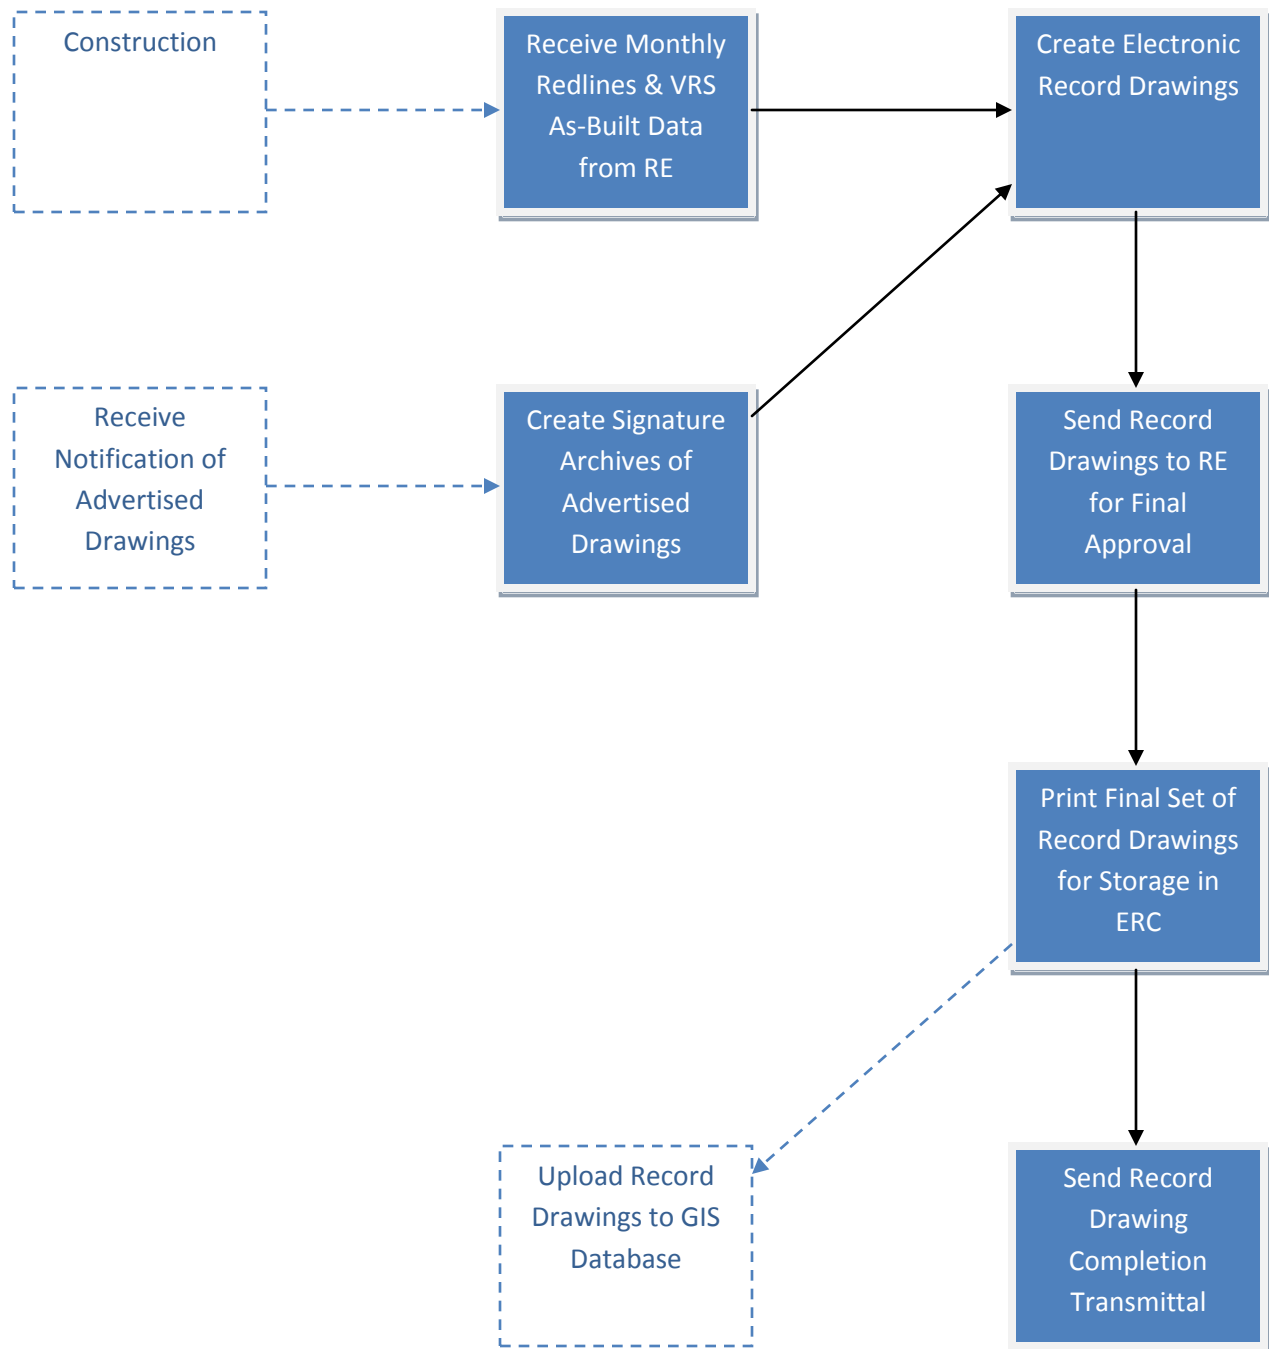 Construction
Receive Monthly
Redlines & VRS
As-Built Data
from RE
Create Electronic
Record Drawings
Receive
Notification of
Advertised
Drawings
Create Signature
Archives of
Advertised
Drawings
Send Record
Drawings to RE
for Final
Approval
Print Final Set of
Record Drawings
for Storage in
ERC
Upload Record
Drawings to GIS
Database
Send Record
Drawing
Completion
Transmittal